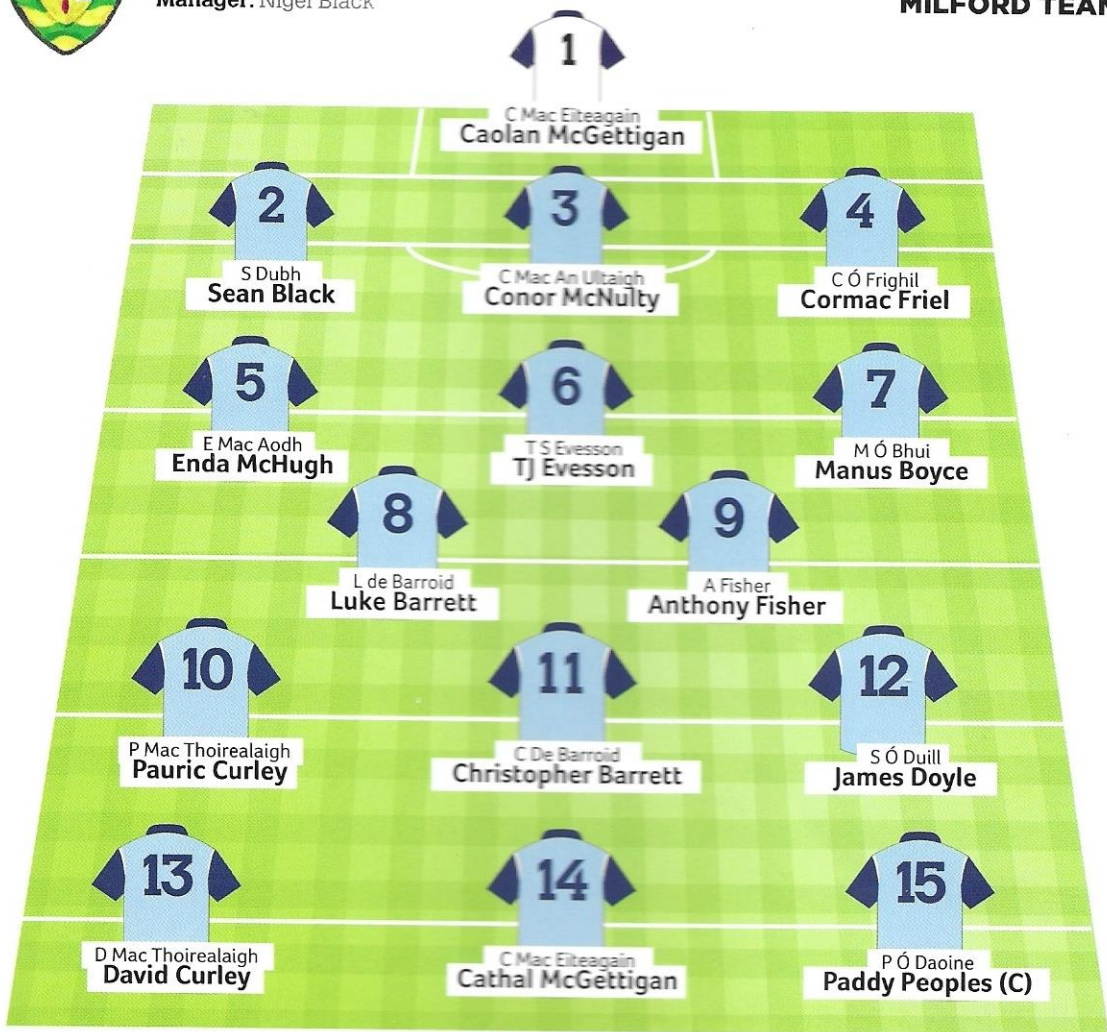 Manager: Nigel Black
MILFORD TEAM
1
C Mac Eiteagain
Caolan McGettigan
2
S Dubh
Sean Black
3
C Mac An Ultaigh
Conor McNulty
4
C Ó Frighil
Cormac Friel
5
E Mac Aodh
Enda McHugh
6
T S Evesson
TJ Evesson
7
M Ó Bhui
Manus Boyce
8
L de Barroid
Luke Barrett
9
A Fisher
Anthony Fisher
10
P Mac Thoirealaigh
Pauric Curley
11
C De Barroid
Christopher Barrett
12
S Ó Duill
James Doyle
13
D Mac Thoirealaigh
David Curley
14
C Mac Eiteagain
Cathal McGettigan
15
P Ó Daoine
Paddy Peoples (C)